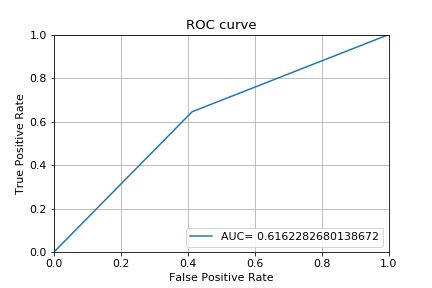 ROC curve
1.0
0.8
0.6
0.4
0.2
0.0
True Positive Rate
AUC= 0.6162282680138672
0.0 0.2 0.4 0.6 0.8 1.0
False Positive Rate